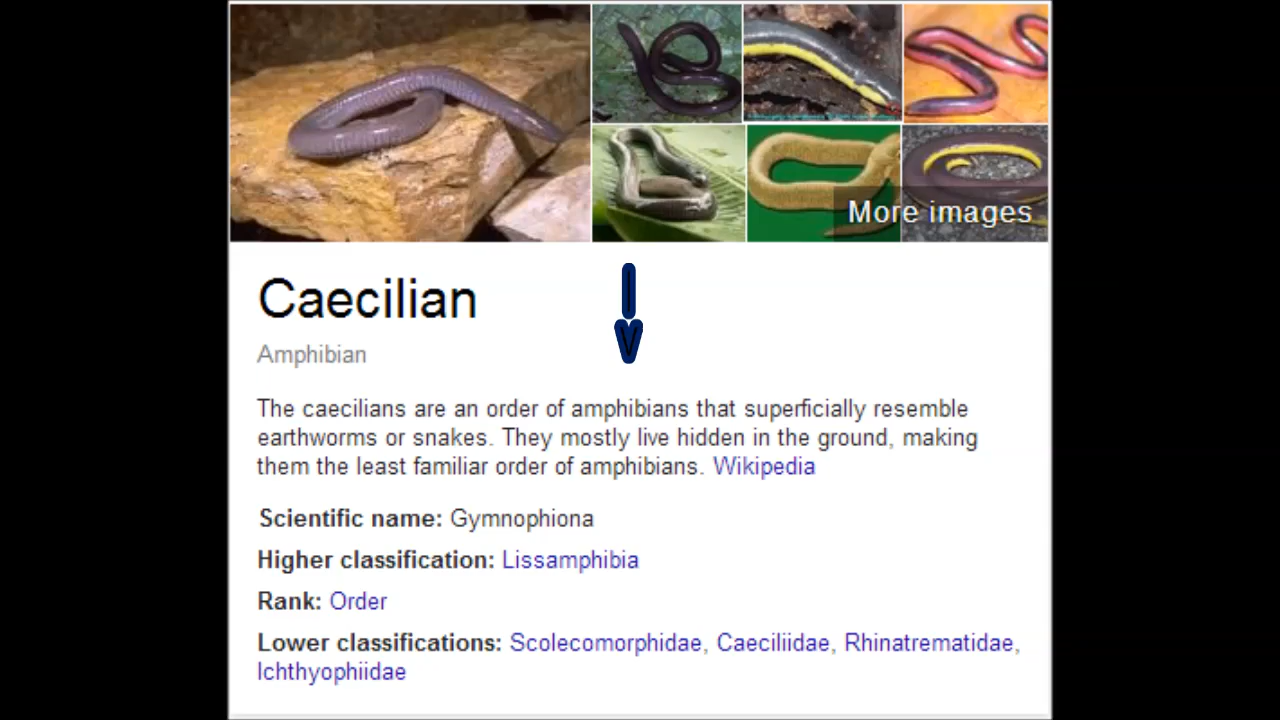 More images
Caecilian
Amphibian
The caecilians are an order of amphibians that superficially resemble
earthworms or snakes. They mostly live hidden in the ground, making
them the least familiar order of amphibians. Wikipedia
Scientific name: Gymnophiona
Higher classification: Lissamphibia
Rank: Order
Lower classifications: Scolecomorphidae, Caeciliidae, Rhinatrematidae,
Ichthyophiidae